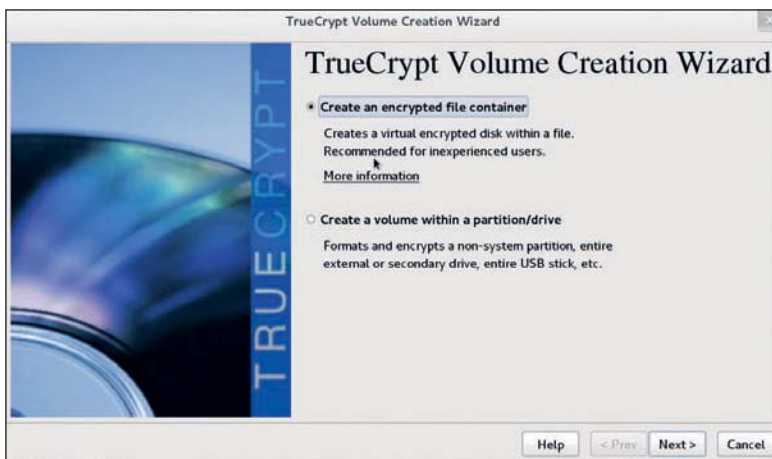 TrueCrypt Volume Creation Wizard
TRUECRYPT
TrueCrypt Volume Creation Wizard
Create an encrypted file container
Creates a virtual encrypted disk within a file.
Recommended for inexperienced users.
More information
Create a volume within a partition/drive
Formats and encrypts a non-system partition, entire
external or secondary drive, entire USB stick, etc.
Help
< Prev
Next >
Cancel